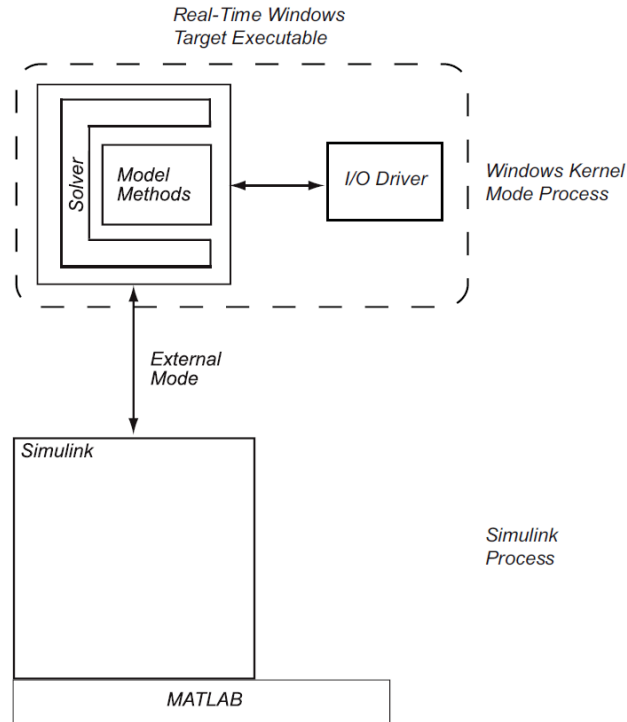 Real-Time Windows
Target Executable
Solver
Model
Methods
I/O Driver
Windows Kernel
Mode Process
External
Mode
Simulink
Simulink
Process
MATLAB